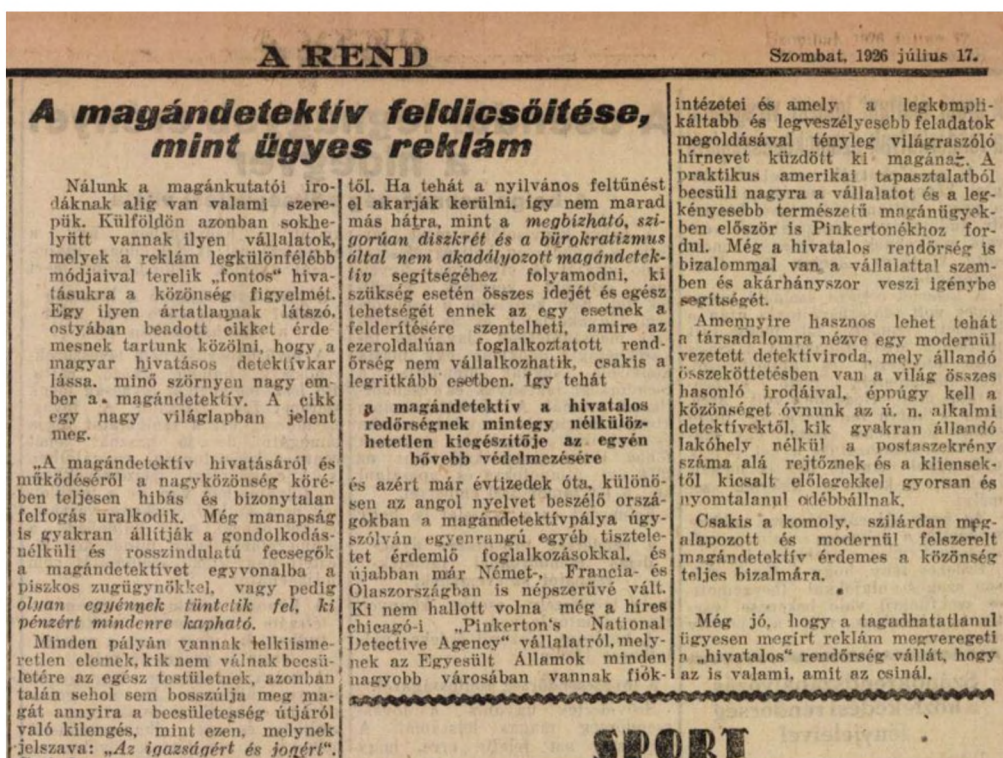 A REND
Szombat, 1926 július 17.
A magándetektív feldicsőítése,
mint ügyes reklám
Nálunk a magánkutatói iro-
dáknak alig van valami szere-
pük. Külföldön azonban sokhe-
lyütt vannak ilyen vállalatok,
melyek a reklám legkülönfélébb
módjaival terelik „fontos" hiva-
tásukra a közönség figyelmét.
Egy ilyen ártatlannak látszó,
ostyában beadott cikket érde-
mesnek tartunk közölni, hogy a
magyar hivatásos detektívkar
lássa, minő szörnyen nagy em-
ber a magándetektív. A cikk
egy nagy világlapban jelent
meg.
„A magándetektív hivatásáról és
működéséről a nagyközönség köré-
ben teljesen hibás és bizonytalan
felfogás uralkodik. Még manapság
is gyakran állítják a gondolkodás-
nélküli és rosszindulatú fecsegők
a magándetektívet egyvonalba a
piszkos zugügynőkkel, vagy pedig
olyan egyénnek tüntetik fel, ki
pénzért mindenre kapható.
Minden pályán vannak lelkiisme-
retlen elemek, kik nem válnak becsü-
letére az egész testületnek, azonban
talán sehol sem bosszúlja meg ma-
gát annyira a becsületesség útjáról
való kilengés, mint ezen, melynek
jelszava: „Az igazságért és jogért".
től. Ha tehát a nyilvános feltűnést
el akarják kerülni, így nem marad
más hátra, mint a megbízható, szi-
gorúan diszkrét és a bürokratizmus
által nem akadályozott magándetek-
tív segítségéhez folyamodni, ki
szükség esetén összes idejét és egész
tehetségét ennek az egy esetnek a
felderítésére szentelheti, amire az
ezeroldalúan foglalkoztatott rend-
őrség nem vállalkozhatik, csakis a
legritkább esetben. Így tehát
a magándetektív a hivatalos
redőrségnek mintegy nélkülöz-
hetetlen kiegészítője az egyén
bővebb védelmezésére
és azért már évtizedek óta, különö-
sen az angol nyelvet beszélő orszá-
gokban a magándetektívpálya úgy-
szólván egyenrangú egyéb tisztele-
tet érdemlő foglalkozásokkal, és
újabban már Német-, Francia- és
Olaszországban is népszerűvé vált.
Ki nem hallott volna még a híres
chicagó-i „Pinkerton's National
Detective Agency" vállalatról, mely-
nek az Egyesült Államok minden
nagyobb városában vannak fiók-
intézetei és amely a legkompli-
káltabb és legveszélyesebb feladatok
megoldásával tényleg világraszóló
hírnevet küzdött ki magának. A
praktikus amerikai tapasztalatból
becsüli nagyra a vállalatot és a leg-
kényesebb természetű magánügyek-
ben először is Pinkertonékhoz for-
dul. Még a hivatalos rendőrség is
bizalommal van a vállalattal szem-
ben és akárhányszor veszi igénybe
segítségét.
Amennyire hasznos lehet tehát
a társadalomra nézve egy modernül
vezetett detektíviroda, mely állandó
összeköttetésben van a világ összes
hasonló irodáival, éppúgy kell a
közönséget óvnunk az ú. n. alkalmi
detektívektől, kik gyakran állandó
lakóhely nélkül a postaszekrény
száma alá rejtőznek és a kliensek-
től kicsalt előlegekkel gyorsan és
nyomtalanul odébbállnak.
Csakis a komoly, szilárdan meg-
alapozott és modernül felszerelt
magándetektív érdemes a közönség
teljes bizalmára.
*
Még jó, hogy a tagadhatatlanul
ügyesen megírt reklám megveregeti
a „hivatalos" rendőrség vállát, hogy
az is valami, amit az csinál.
SPORT